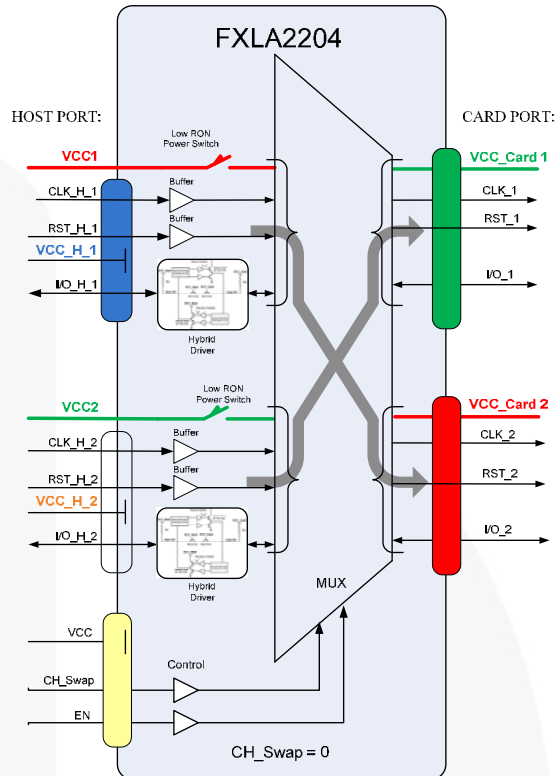 FXLA2204
HOST PORT:
CARD PORT:
Low RON
Power Switch
VCC1
VCC_Card 1
CLK_H_1
Buffer
CLK_1
RST_H_1
Buffer
RST_1
VCC_H_1
I/O_H_1
I/O_1
Hybrid
Driver
Low RON
Power Switch
VCC2
VCC_Card 2
CLK_H_2
Buffer
CLK_2
RST_H_2
Buffer
RST_2
VCC_H_2
I/O_H_2
I/O_2
Hybrid
Driver
MUX
VCC
Control
CH_Swap
EN
CH_Swap = 0